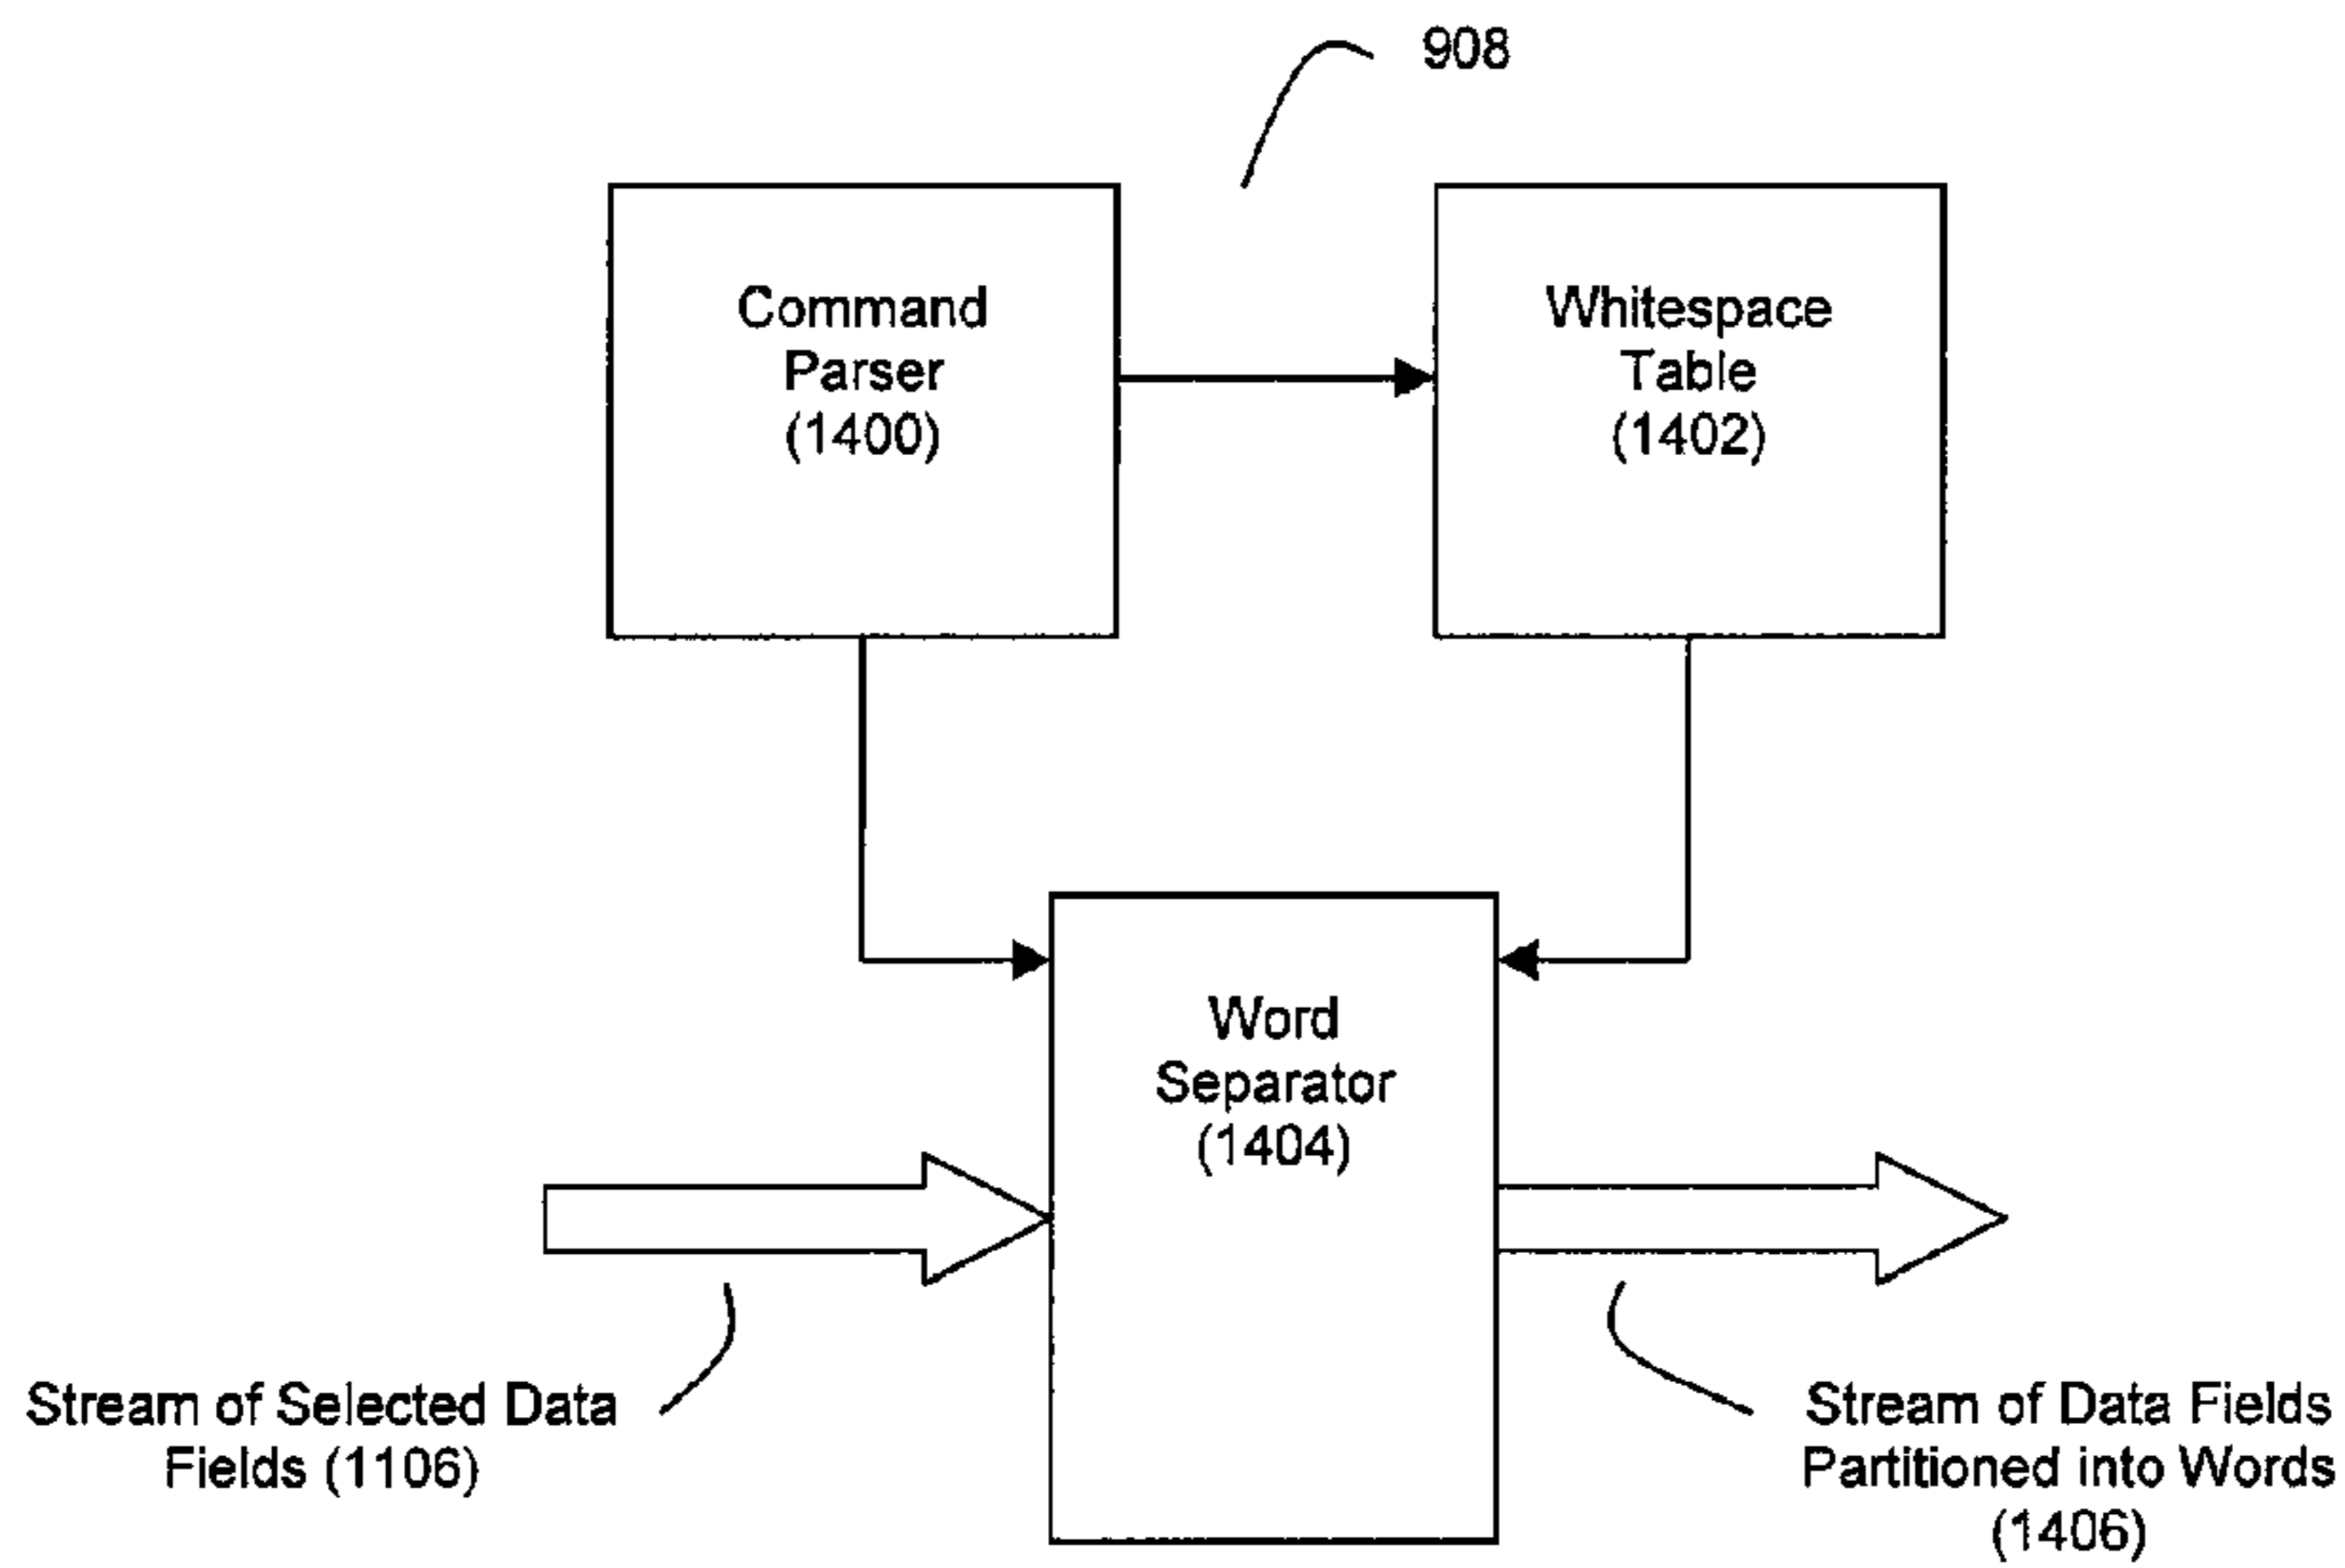 908
Command
Parser
(1400)
Whitespace
Table
(1402)
Word
Separator
(1404)
Stream of Selected Data
Fields (1106)
Stream of Data Fields
Partitioned into Words
(1406)